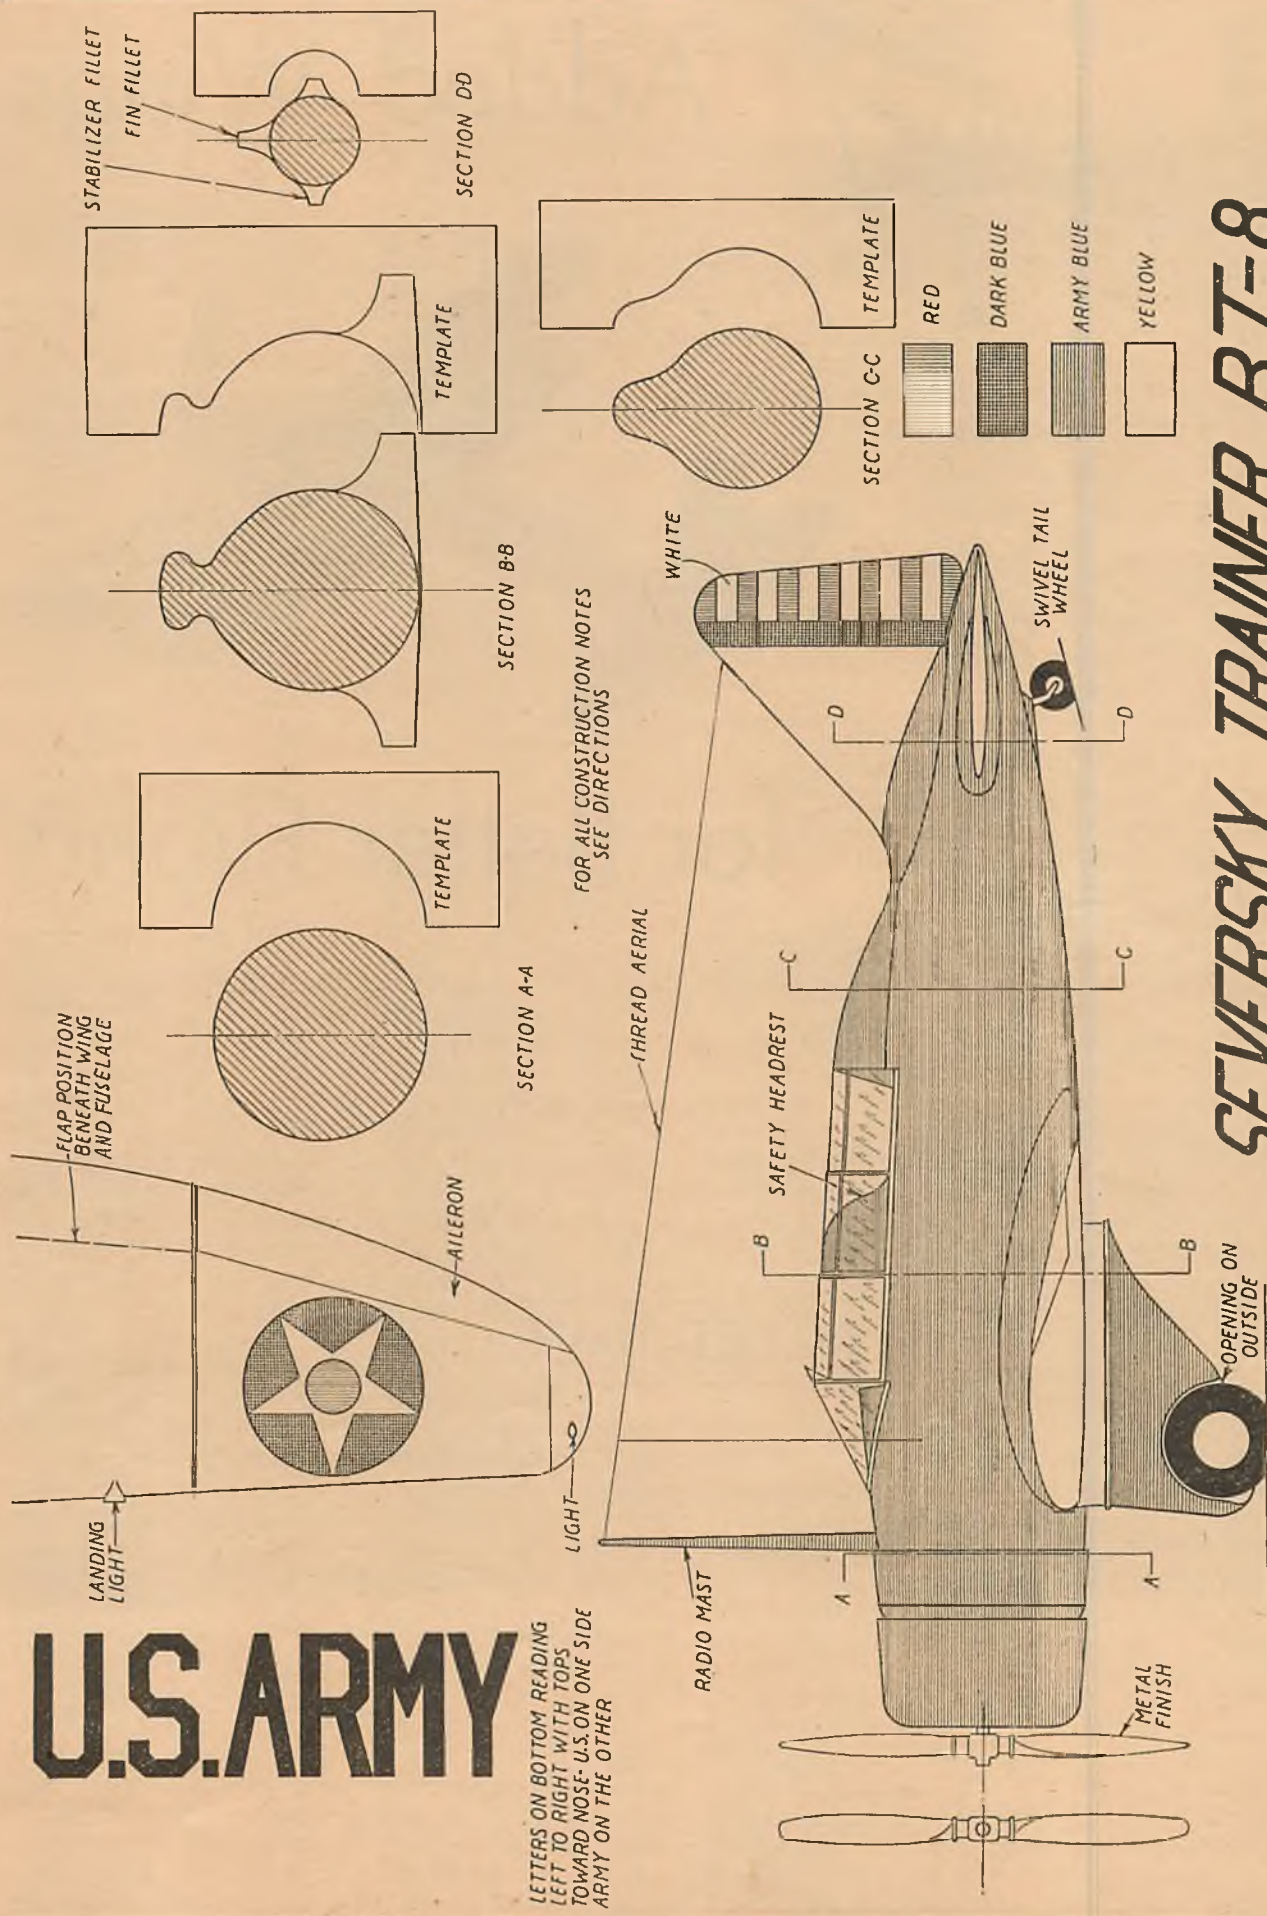 U.S.ARMY
LETTERS ON BOTTOM READING
LEFT TO RIGHT WITH TOPS
TOWARD NOSE- U.S. ON ONE SIDE
ARMY ON THE OTHER
LANDING
LIGHT
FLAP POSITION
BENEATH WING
AND FUSELAGE
AILERON
LIGHT
TEMPLATE
SECTION A-A
TEMPLATE
SECTION B-B
STABILIZER FILLET
FIN FILLET
SECTION D-D
FOR ALL CONSTRUCTION NOTES
SEE DIRECTIONS
THREAD AERIAL
WHITE
TEMPLATE
SECTION C-C
RED
DARK BLUE
ARMY BLUE
YELLOW
RADIO MAST
SAFETY HEADREST
A
B
C
D
A
B
C
D
SWIVEL TAIL
WHEEL
METAL
FINISH
OPENING ON
OUTSIDE
SEVERSKY TRAINER BT-8